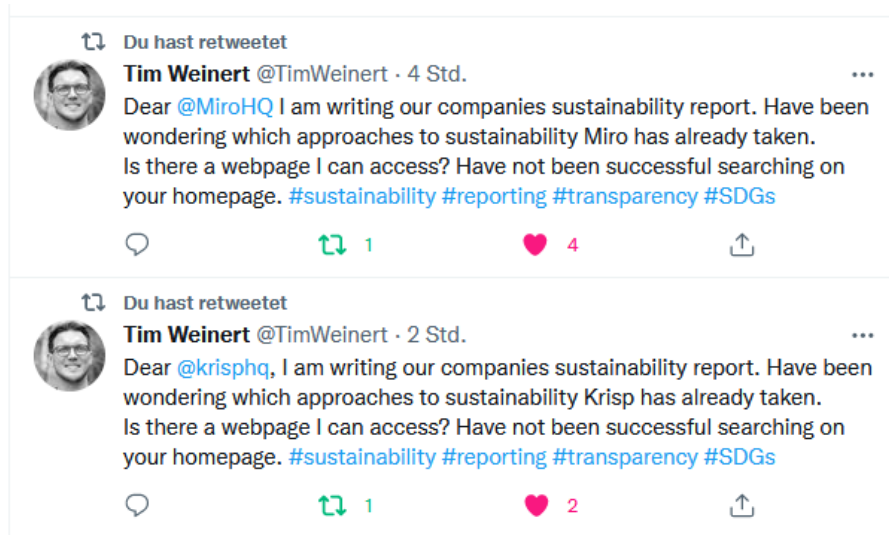 Du hast retweetet
Tim Weinert @TimWeinert · 4 Std.
Dear @MiroHQ I am writing our companies sustainability report. Have been
wondering which approaches to sustainability Miro has already taken.
Is there a webpage I can access? Have not been successful searching on
your homepage. #sustainability #reporting #transparency #SDGs
1 4
Du hast retweetet
Tim Weinert @TimWeinert · 2 Std.
Dear @krisphq, I am writing our companies sustainability report. Have been
wondering which approaches to sustainability Krisp has already taken.
Is there a webpage I can access? Have not been successful searching on
your homepage. #sustainability #reporting #transparency #SDGs
1 2